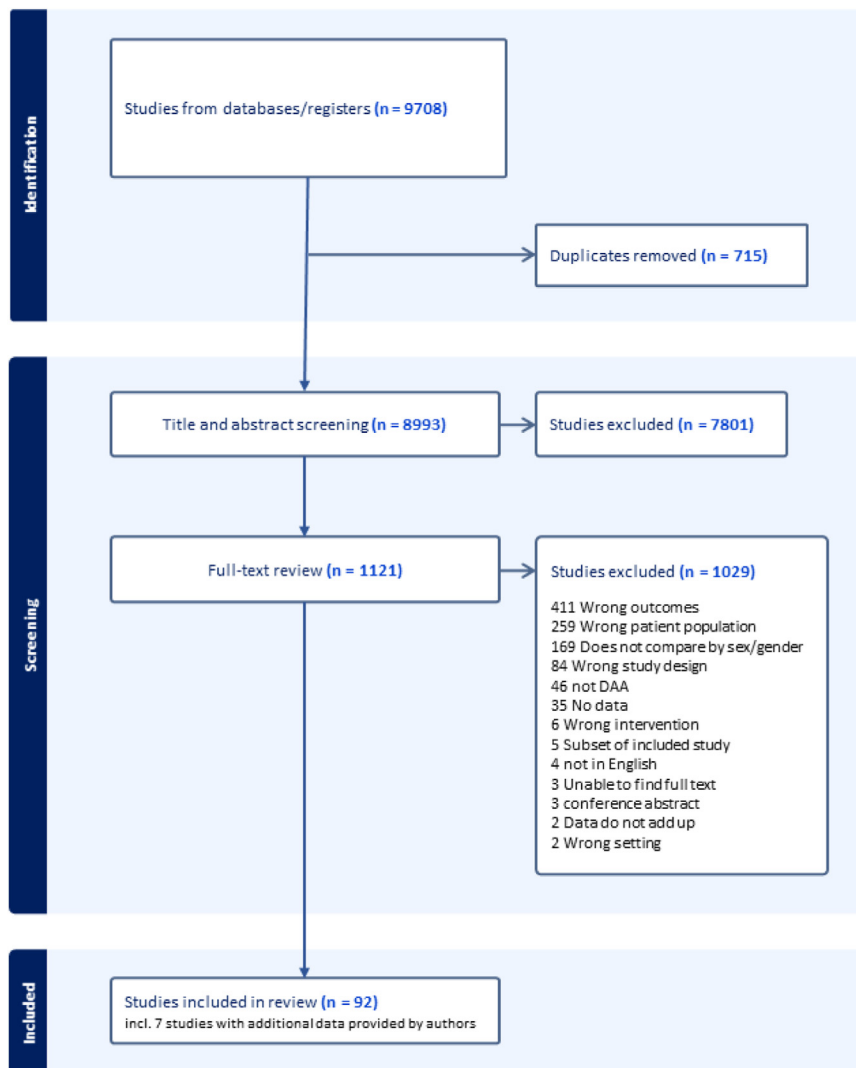 Identification
Studies from databases/registers (n = 9708)
Duplicates removed (n = 715)
Screening
Title and abstract screening (n = 8993)
Studies excluded (n = 7801)
Full-text review (n = 1121)
Studies excluded (n = 1029)
411 Wrong outcomes
259 Wrong patient population
169 Does not compare by sex/gender
84 Wrong study design
46 not DAA
35 No data
6 Wrong intervention
5 Subset of included study
4 not in English
3 Unable to find full text
3 conference abstract
2 Data do not add up
2 Wrong setting
Included
Studies included in review (n = 92)
incl. 7 studies with additional data provided by authors